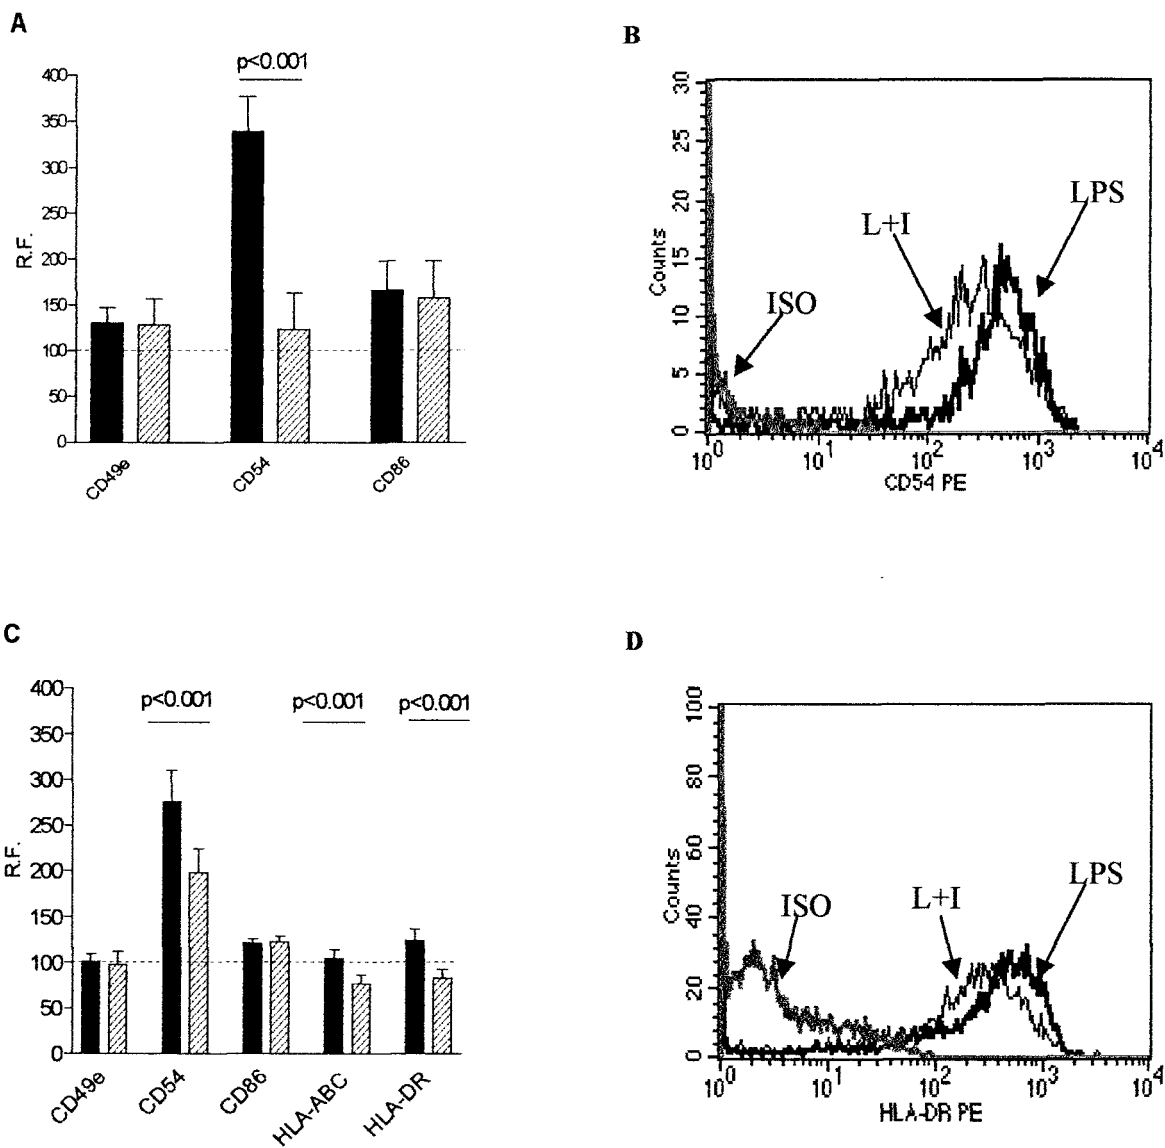 A
p<0.001
400
350
300
250
200
150
100
50
0
R.F.
CD49e
CD54
CD86
B
30
25
20
15
10
5
0
Counts
L+I
LPS
ISO
10^0
10^1
10^2
10^3
10^4
CD54 PE
C
p<0.001
p<0.001
p<0.001
400
350
300
250
200
150
100
50
0
R.F.
CD49e
CD54
CD86
HLA-ABC
HLA-DR
D
100
80
60
40
20
0
Counts
ISO
L+I
LPS
10^0
10^1
10^2
10^3
10^4
HLA-DR PE